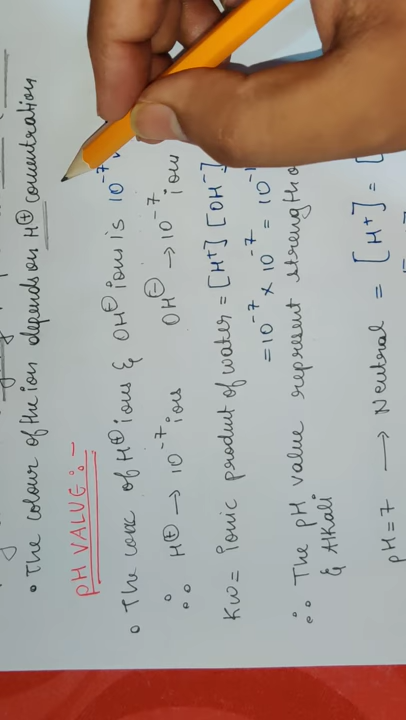 • The colour of the ion depends on H⊕ concentration
pH VALUE :-
• The conc of H⊕ ions & OH⊖ ions is 10⁻⁷
∴ H⊕ → 10⁻⁷ ions OH⊖ → 10⁻⁷ ions
Kw = Ionic product of water = [H⁺] [OH⁻]
= 10⁻⁷ × 10⁻⁷ = 10
∴ The pH value represent strength
& Alkali
pH = 7 → Neutral = [H⁺] = [